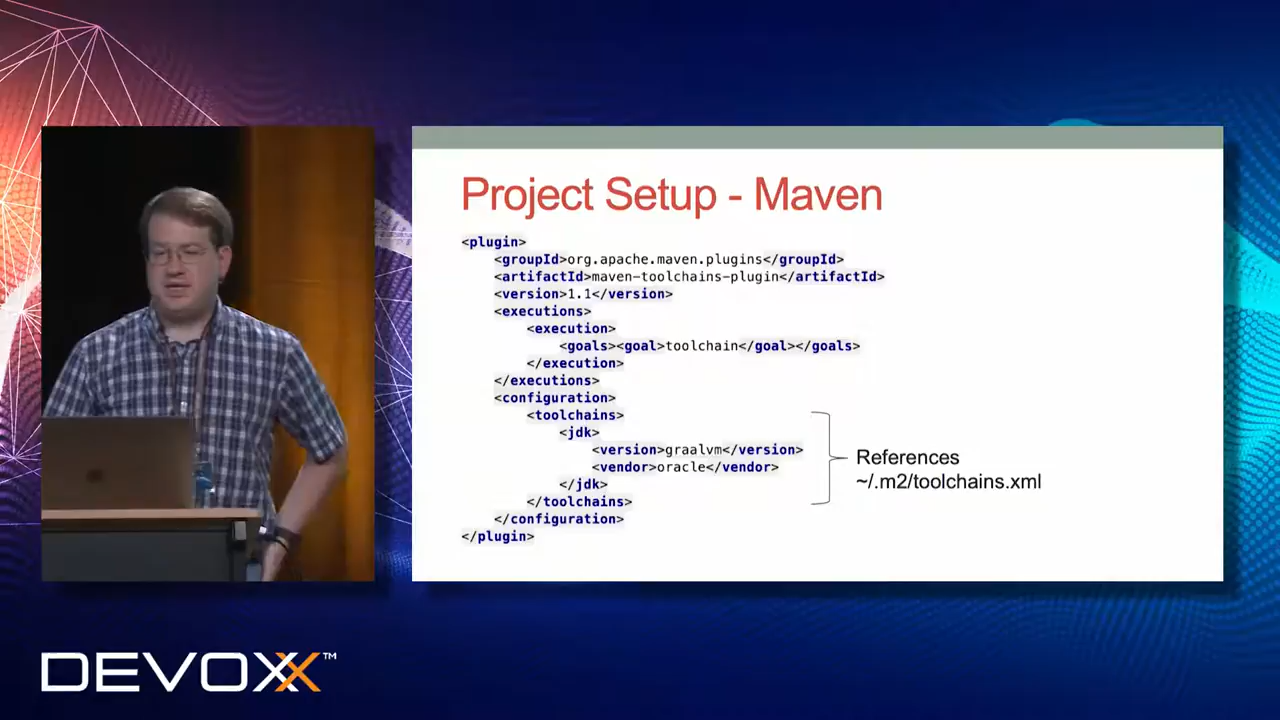 Project Setup - Maven
<plugin>
<groupId>org.apache.maven.plugins</groupId>
<artifactId>maven-toolchains-plugin</artifactId>
<version>1.1</version>
<executions>
<execution>
<goals><goal>toolchain</goal></goals>
</execution>
</executions>
<configuration>
<toolchains>
<jdk>
<version>graalvm</version>
<vendor>oracle</vendor>
</jdk>
</toolchains>
</configuration>
</plugin>
References
~/.m2/toolchains.xml
DEVOXX™